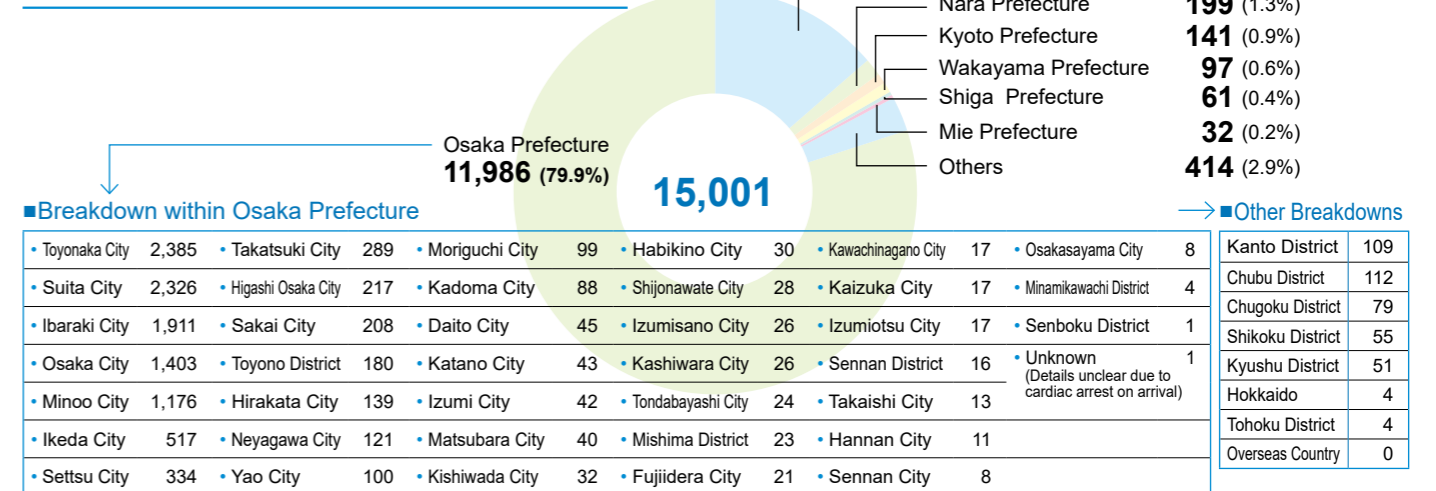 Nara Prefecture 199 (1.3%)
Kyoto Prefecture 141 (0.9%)
Wakayama Prefecture 97 (0.6%)
Shiga Prefecture 61 (0.4%)
Mie Prefecture 32 (0.2%)
Others 414 (2.9%)
Osaka Prefecture
11,986 (79.9%)
15,001
■Breakdown within Osaka Prefecture
• Toyonaka City 2,385 • Takatsuki City 289 • Moriguchi City 99 • Habikino City 30 • Kawachinagano City 17 • Osakasayama City 8
• Suita City 2,326 • Higashi Osaka City 217 • Kadoma City 88 • Shijonawate City 28 • Kaizuka City 17 • Minamikawachi District 4
• Ibaraki City 1,911 • Sakai City 208 • Daito City 45 • Izumisano City 26 • Izumiotsu City 17 • Senboku District 1
• Osaka City 1,403 • Toyono District 180 • Katano City 43 • Kashiwara City 26 • Sennan District 16 • Unknown 1
(Details unclear due to
cardiac arrest on arrival)
• Minoo City 1,176 • Hirakata City 139 • Izumi City 42 • Tondabayashi City 24 • Takaishi City 13
• Ikeda City 517 • Neyagawa City 121 • Matsubara City 40 • Mishima District 23 • Hannan City 11
• Settsu City 334 • Yao City 100 • Kishiwada City 32 • Fujiidera City 21 • Sennan City 8
■Other Breakdowns
Kanto District 109
Chubu District 112
Chugoku District 79
Shikoku District 55
Kyushu District 51
Hokkaido 4
Tohoku District 4
Overseas Country 0